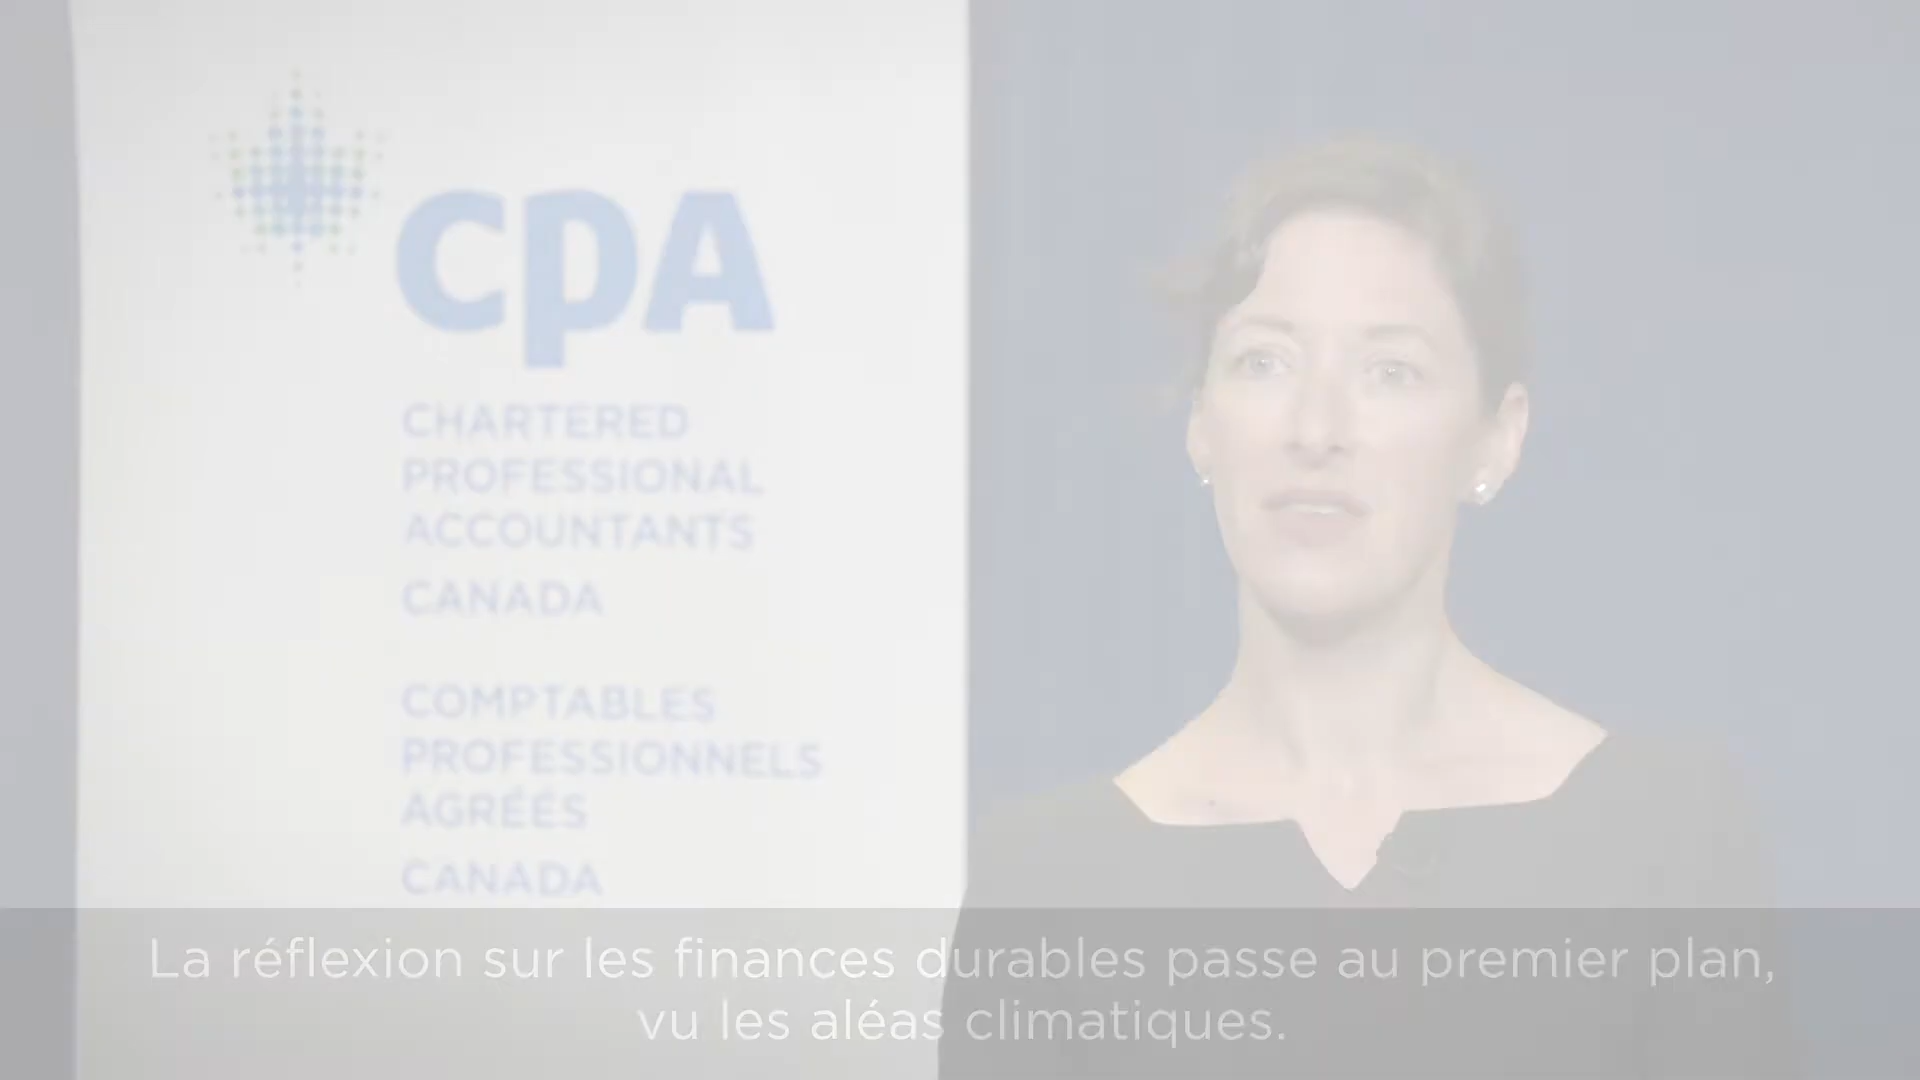 cpA
CHARTERED
PROFESSIONAL
ACCOUNTANTS
CANADA
COMPTABLES
PROFESSIONNELS
AGRÉÉS
CANADA
La réflexion sur les finances durables passe au premier plan,
vu les aléas climatiques.